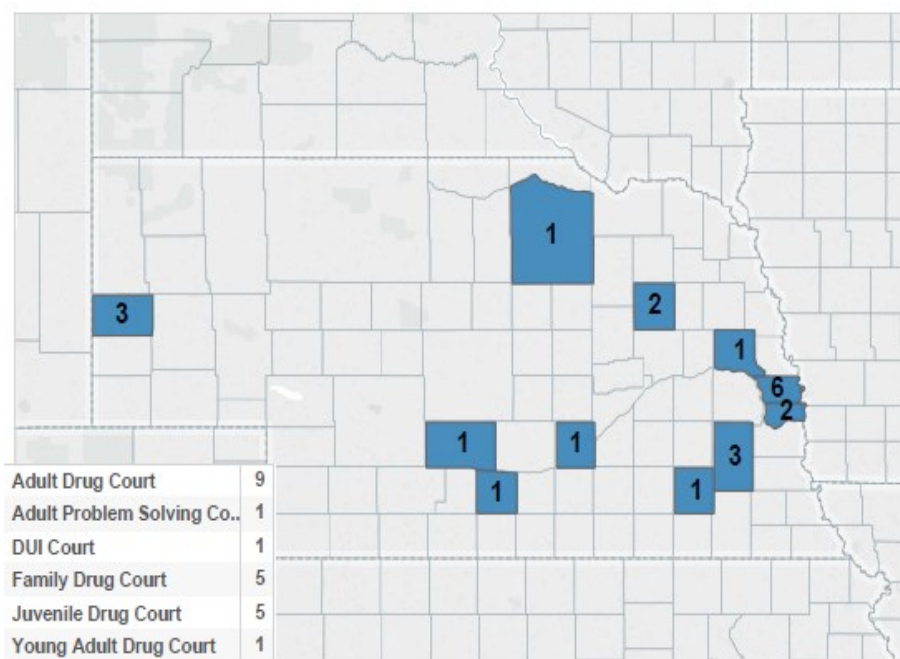 1
3
2
1
6
2
1
1
3
1
1
Adult Drug Court 9
Adult Problem Solving Co.. 1
DUI Court 1
Family Drug Court 5
Juvenile Drug Court 5
Young Adult Drug Court 1